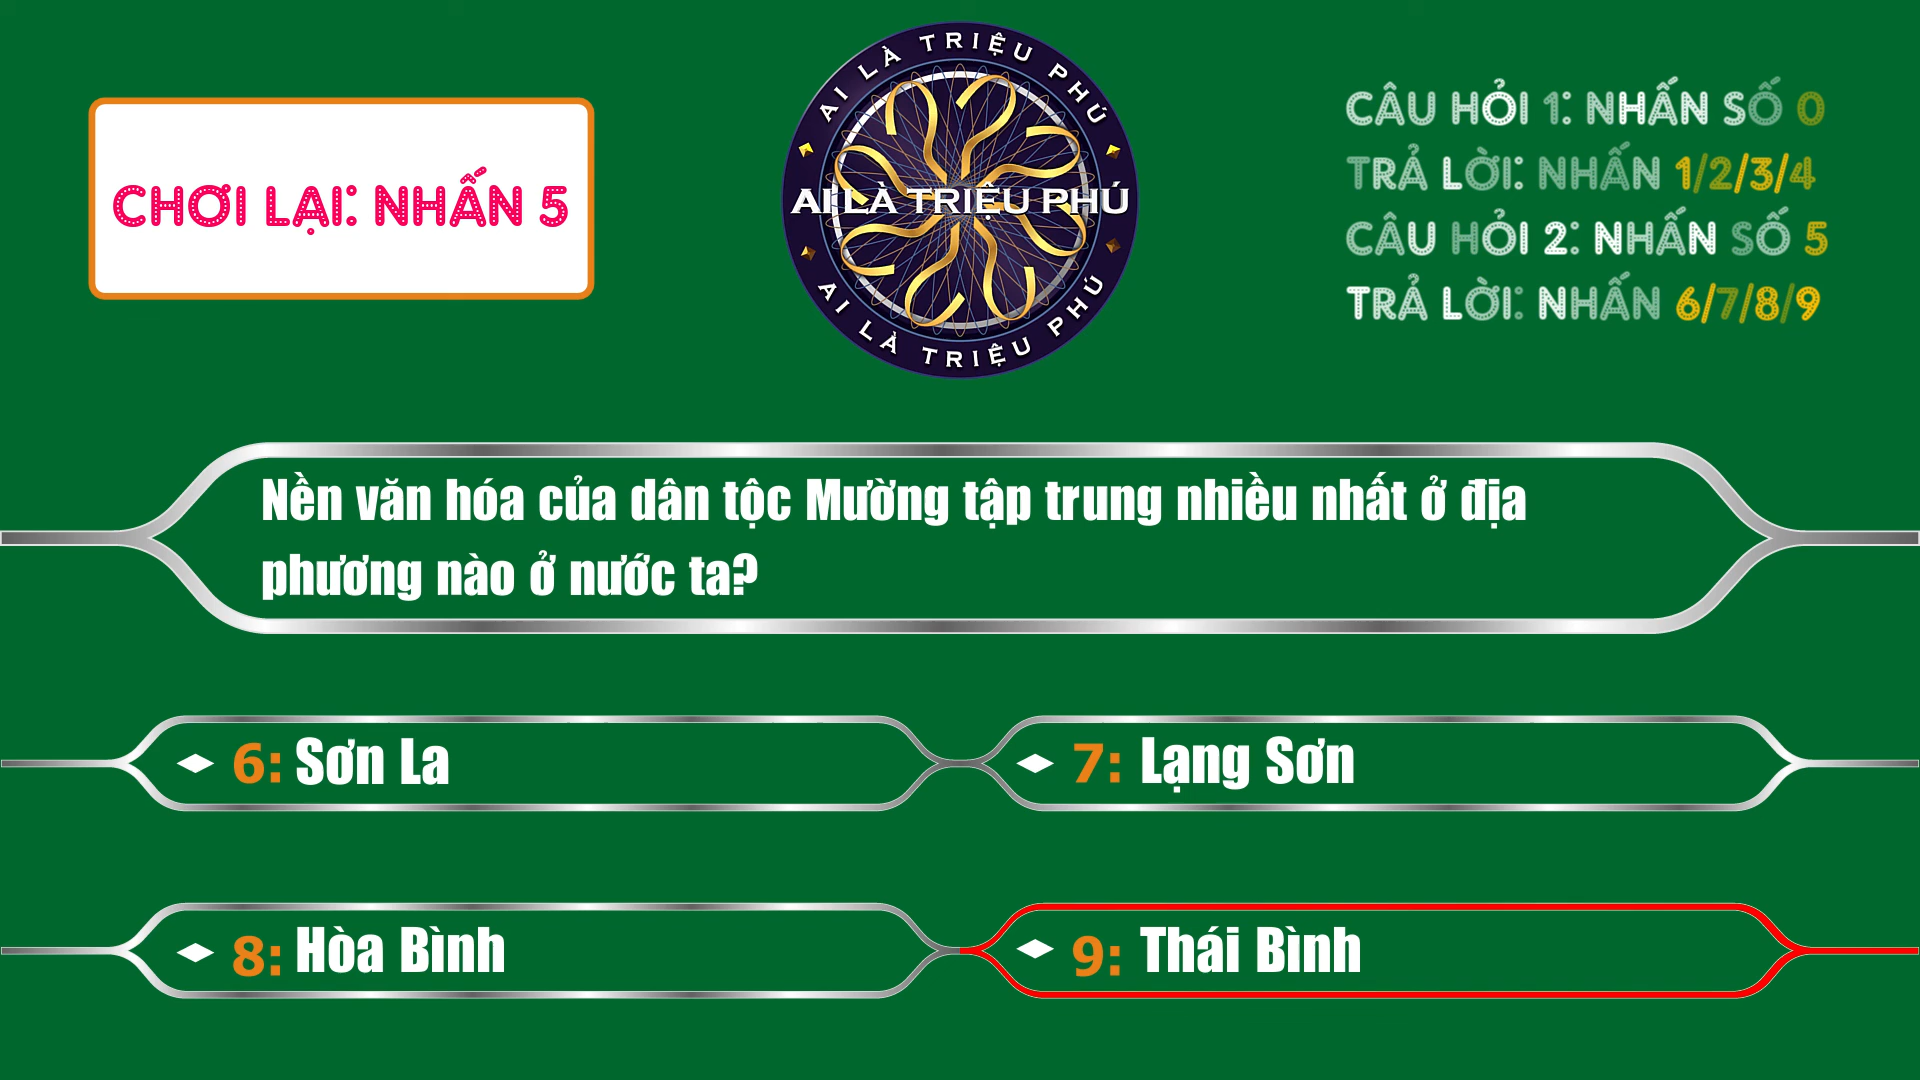 AI LÀ TRIỆU PHÚ
CHƠI LẠI: NHẤN 5
AI LÀ TRIỆU PHÚ
AI LÀ TRIỆU PHÚ
CÂU HỎI 1: NHẤN SỐ 0
TRẢ LỜI: NHẤN 1/2/3/4
CÂU HỎI 2: NHẤN SỐ 5
TRẢ LỜI: NHẤN 6/7/8/9
Nền văn hóa của dân tộc Mường tập trung nhiều nhất ở địa
phương nào ở nước ta?
6: Sơn La
7: Lạng Sơn
8: Hòa Bình
9: Thái Bình